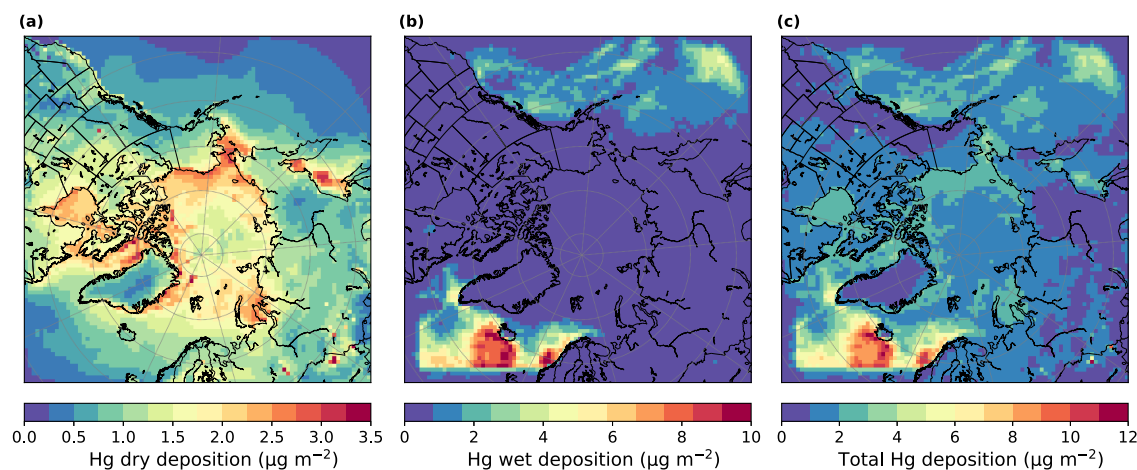 (a) (b) (c)
0.0 0.5 1.0 1.5 2.0 2.5 3.0 3.5 0 2 4 6 8 10 0 2 4 6 8 10 12
Hg dry deposition (µg m⁻²) Hg wet deposition (µg m⁻²) Total Hg deposition (µg m⁻²)